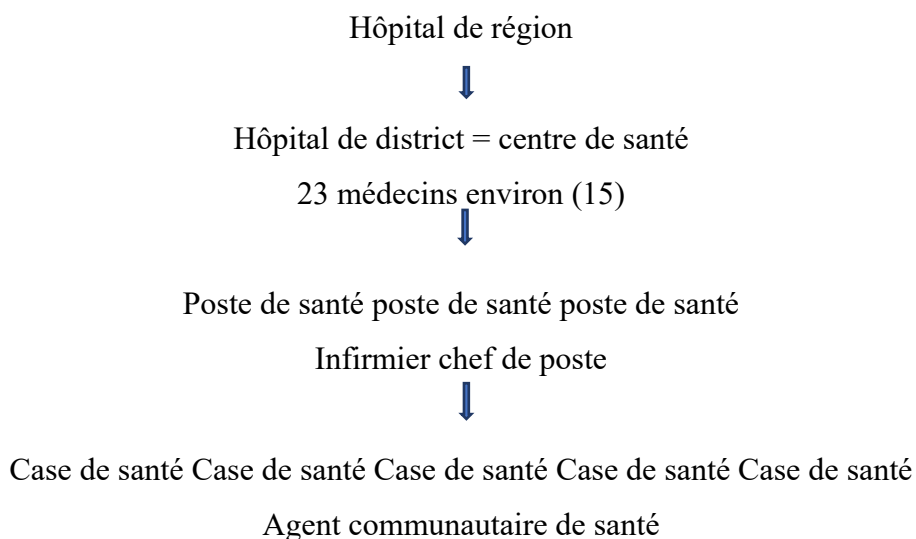 Hôpital de région
Hôpital de district = centre de santé
23 médecins environ (15)
Poste de santé poste de santé poste de santé
Infirmier chef de poste
Case de santé Case de santé Case de santé Case de santé Case de santé
Agent communautaire de santé